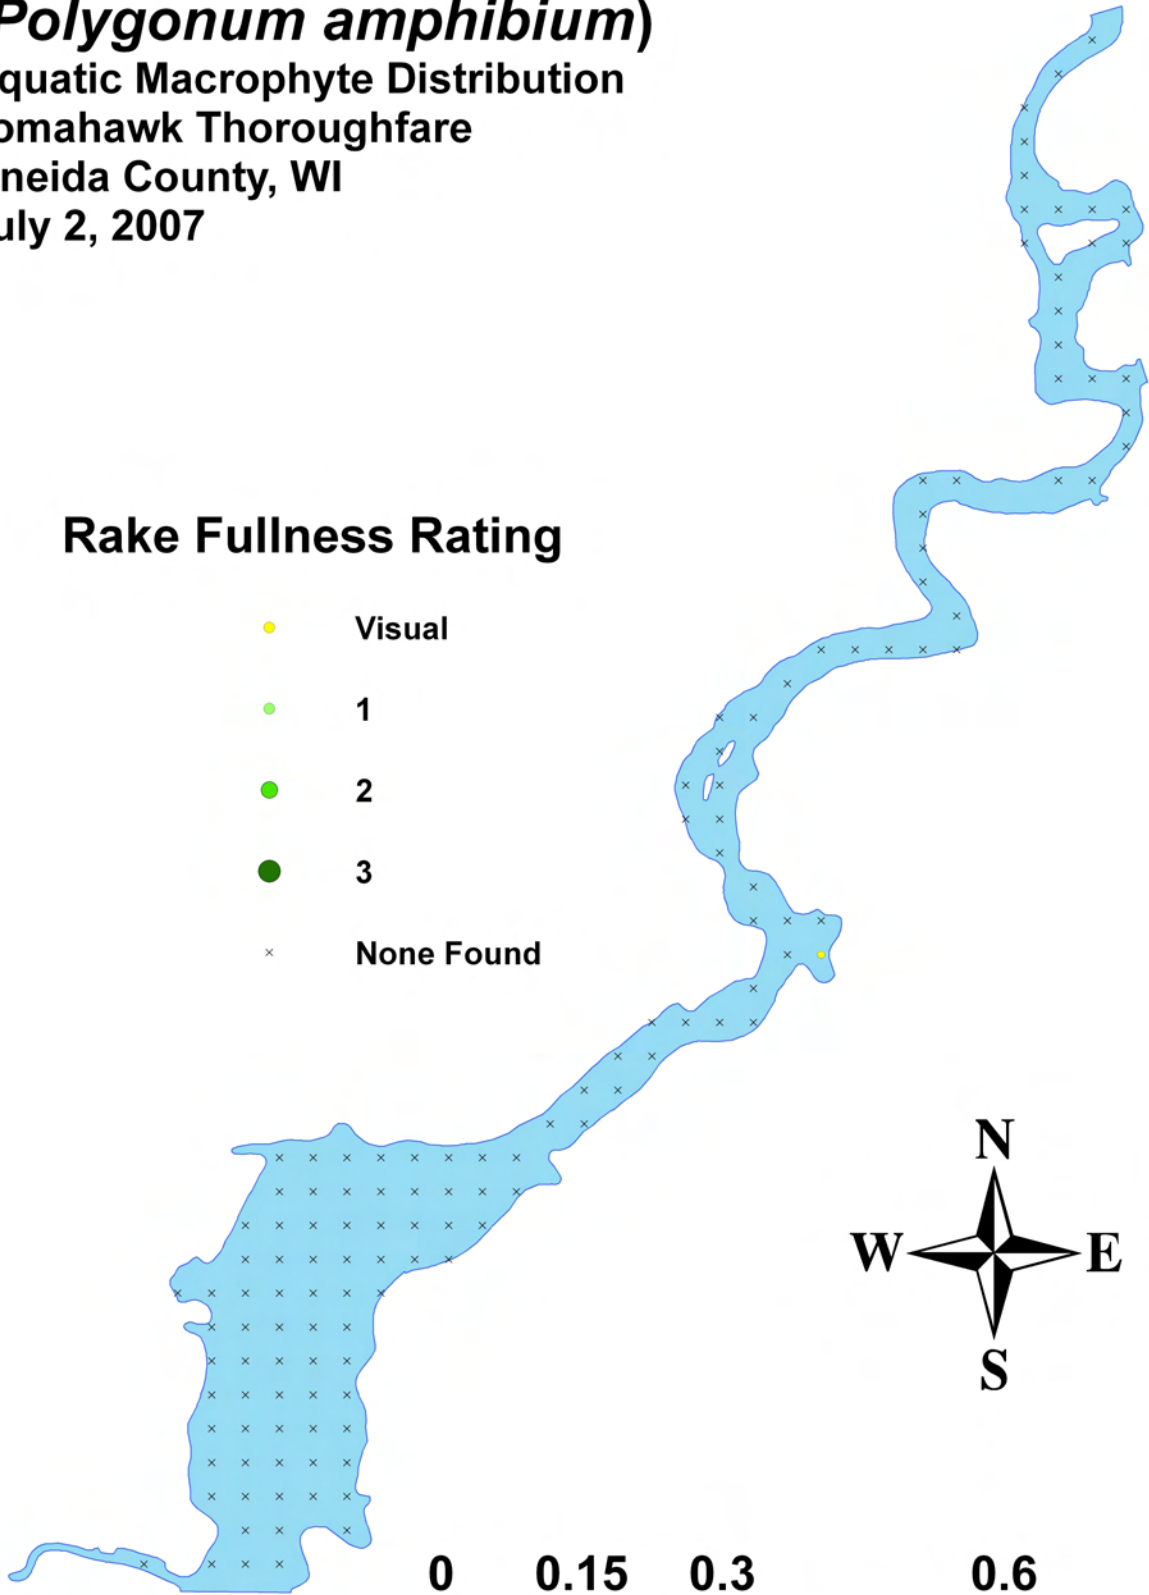 Polygonum amphibium)
quatic Macrophyte Distribution
omahawk Thoroughfare
neida County, WI
uly 2, 2007
Rake Fullness Rating
Visual
1
2
3
None Found
N
W E
S
0 0.15 0.3 0.6